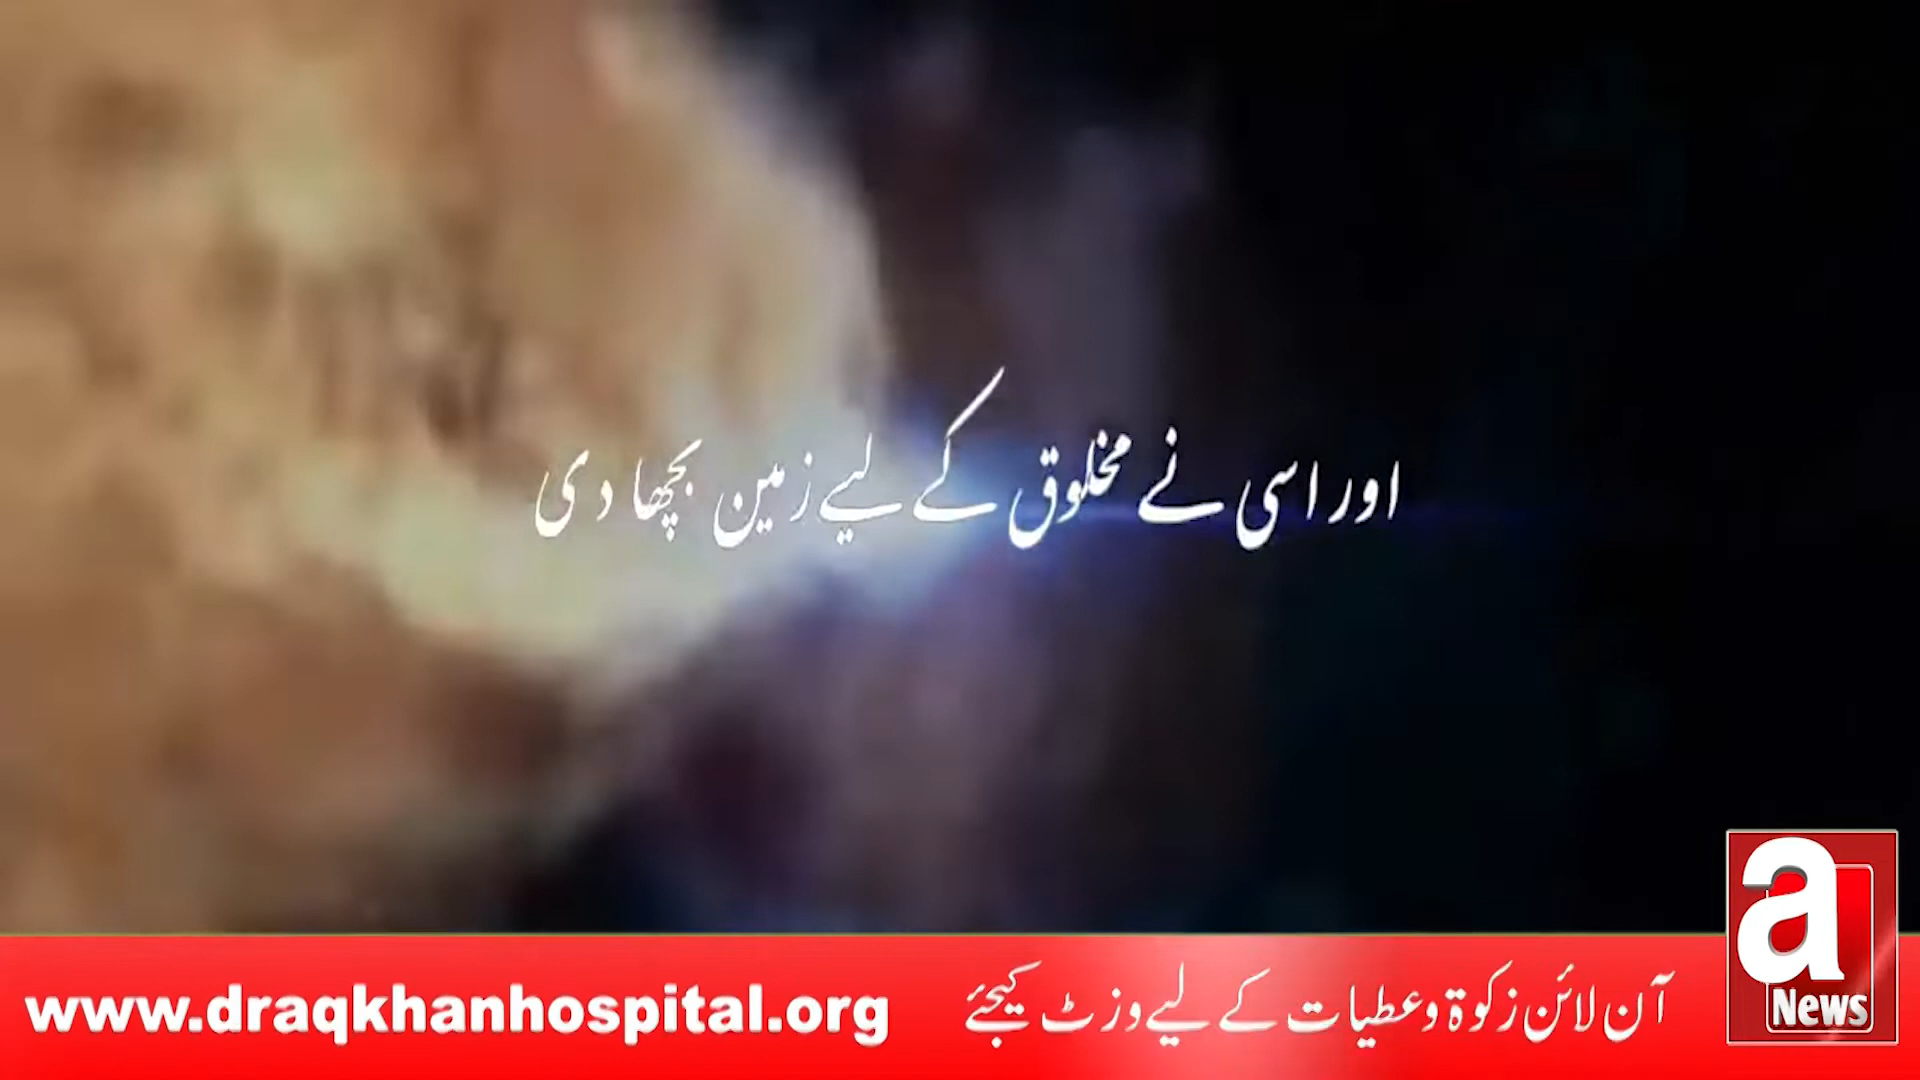 اور اسی نے مخلوق کے لیے زمین بچھا دی
www.draqkhanhospital.org
آن لائن زکوۃ و عطیات کے لیے وزٹ کیجئے
a
News